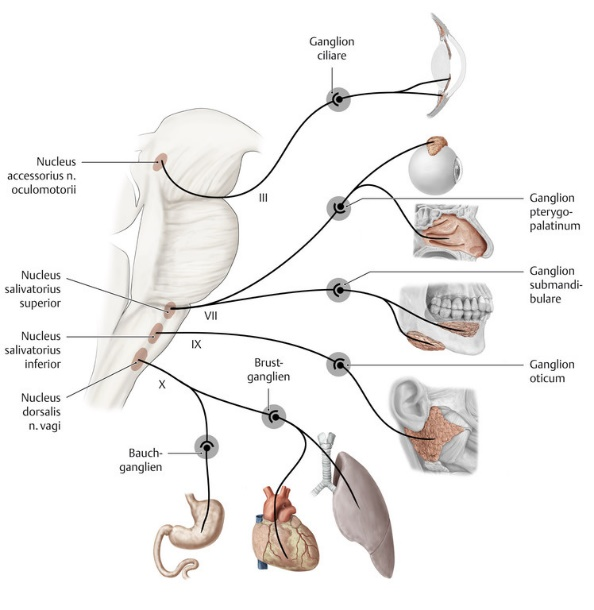 Ganglion
ciliare
Nucleus
accessorius n.
oculomotorii
III
Ganglion
pterygo-
palatinum
Nucleus
salivatorius
superior
VII
Ganglion
submandi-
bulare
Nucleus
salivatorius
inferior
IX
Brust-
ganglien
Ganglion
oticum
X
Nucleus
dorsalis
n. vagi
Bauch-
ganglien